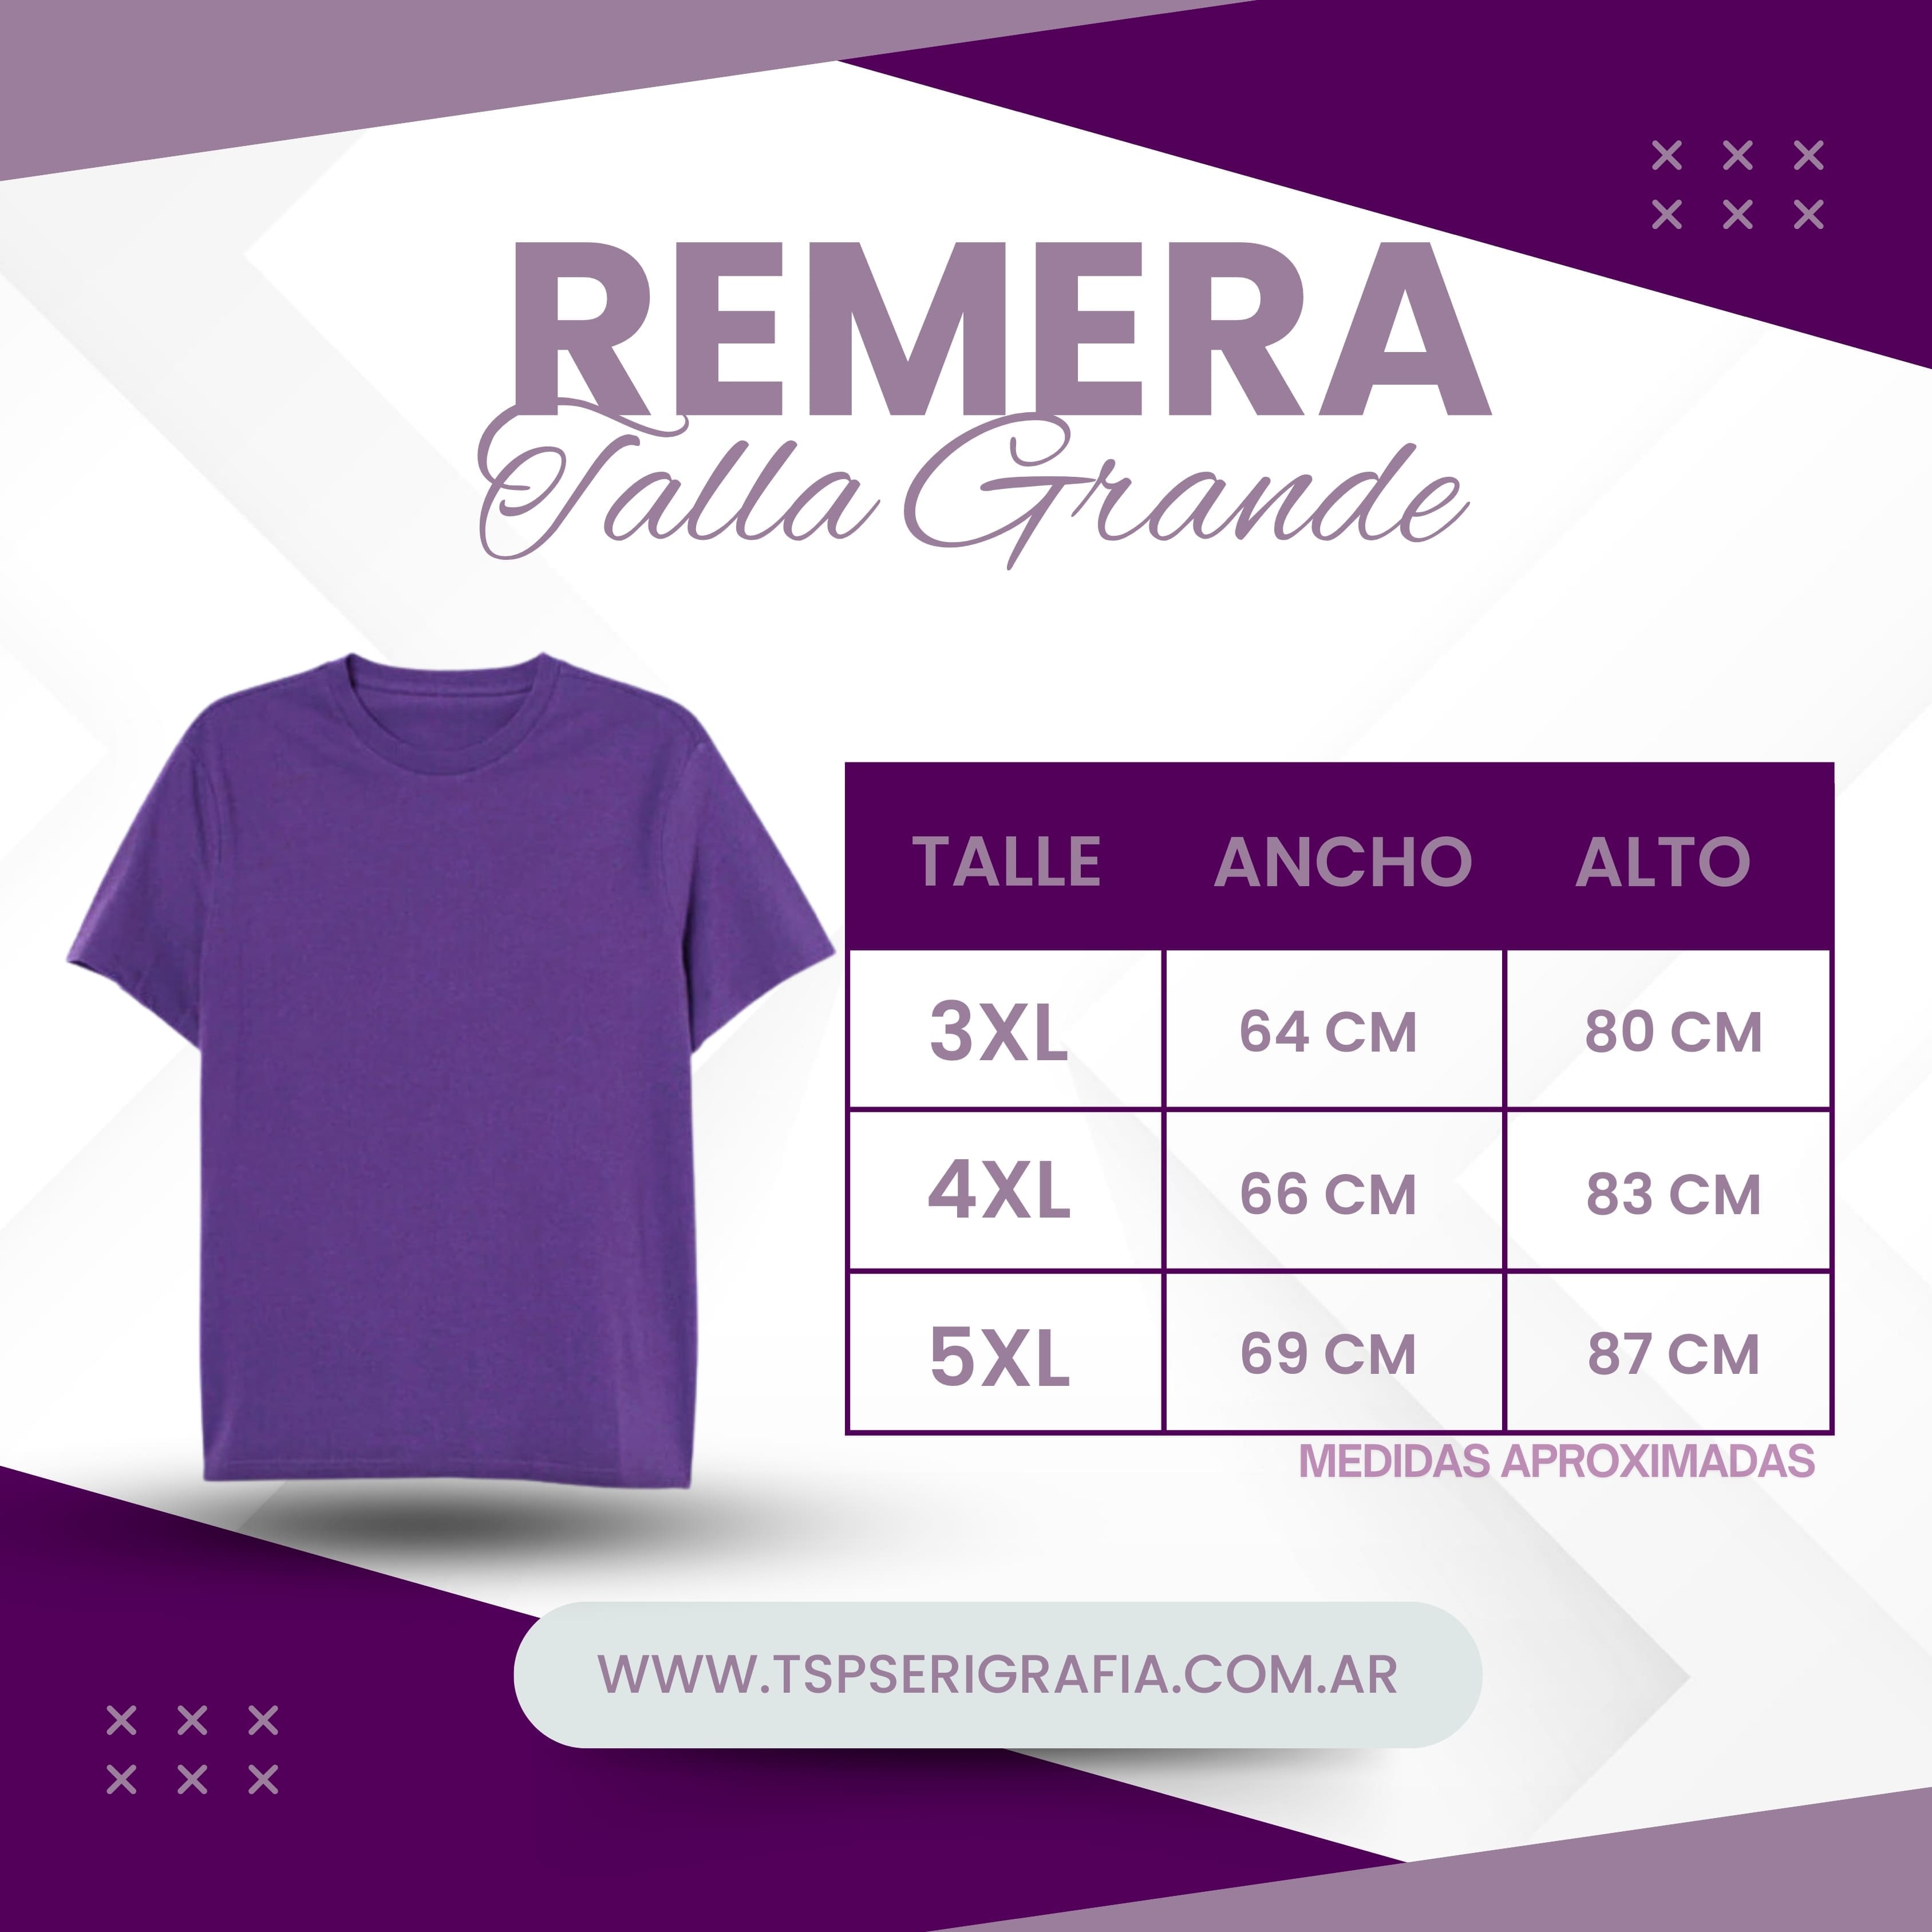 REMERA
Talla Grande
TALLE ANCHO ALTO
3XL 64 CM 80 CM
4XL 66 CM 83 CM
5XL 69 CM 87 CM
MEDIDAS APROXIMADAS
WWW.TSPSERIGRAFIA.COM.AR